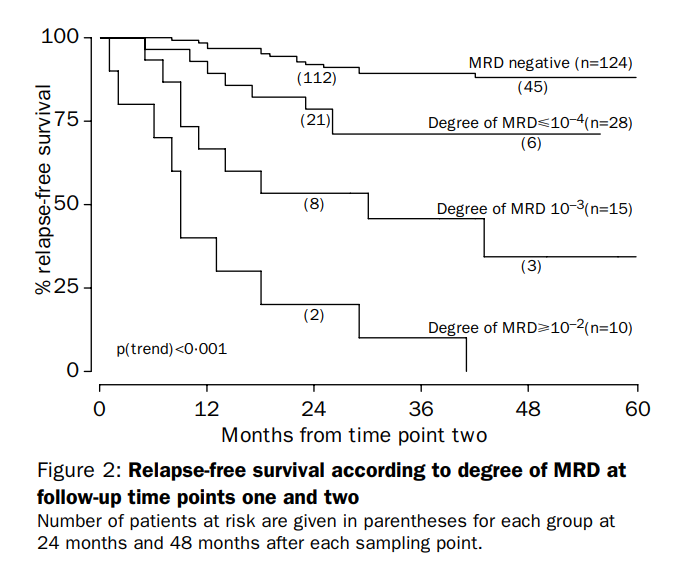 100
MRD negative (n=124)
(112)
(45)
75
(21)
Degree of MRD≤10⁻⁴(n=28)
(6)
% relapse-free survival
50
(8)
Degree of MRD 10⁻³(n=15)
(3)
25
(2)
Degree of MRD≥10⁻²(n=10)
p(trend)<0·001
0
0 12 24 36 48 60
Months from time point two
Figure 2: Relapse-free survival according to degree of MRD at
follow-up time points one and two
Number of patients at risk are given in parentheses for each group at
24 months and 48 months after each sampling point.